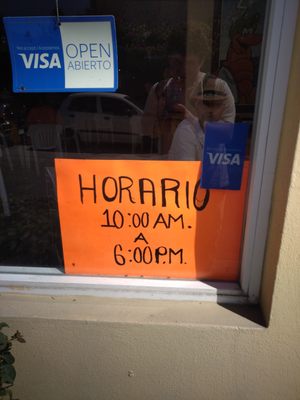 VISA
OPEN
ABIERTO
VISA
HORARIO
10:00 AM.
A
6:00 P.M.